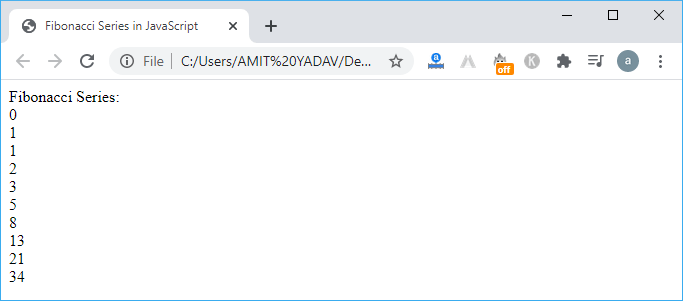 Fibonacci Series in JavaScript
File
C:/Users/AMIT%20YADAV/De...
a
off
K
a
Fibonacci Series:
0
1
1
2
3
5
8
13
21
34